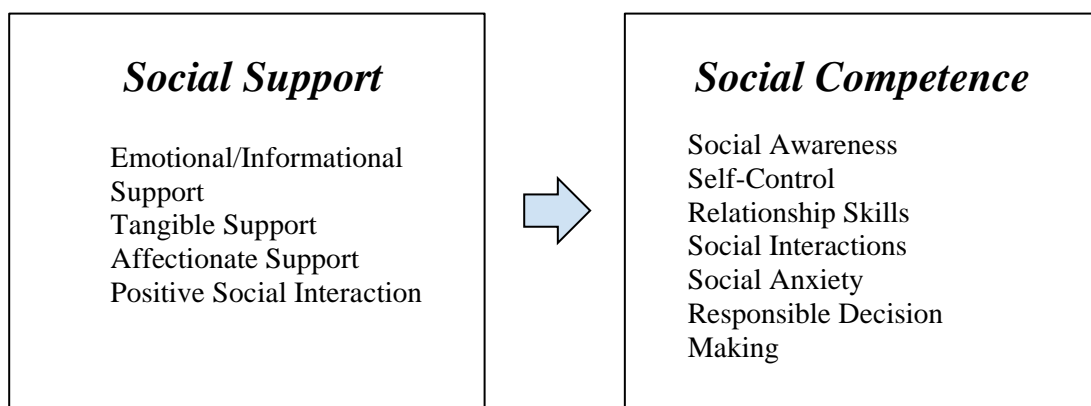 Social Support
Emotional/Informational
Support
Tangible Support
Affectionate Support
Positive Social Interaction
Social Competence
Social Awareness
Self-Control
Relationship Skills
Social Interactions
Social Anxiety
Responsible Decision
Making